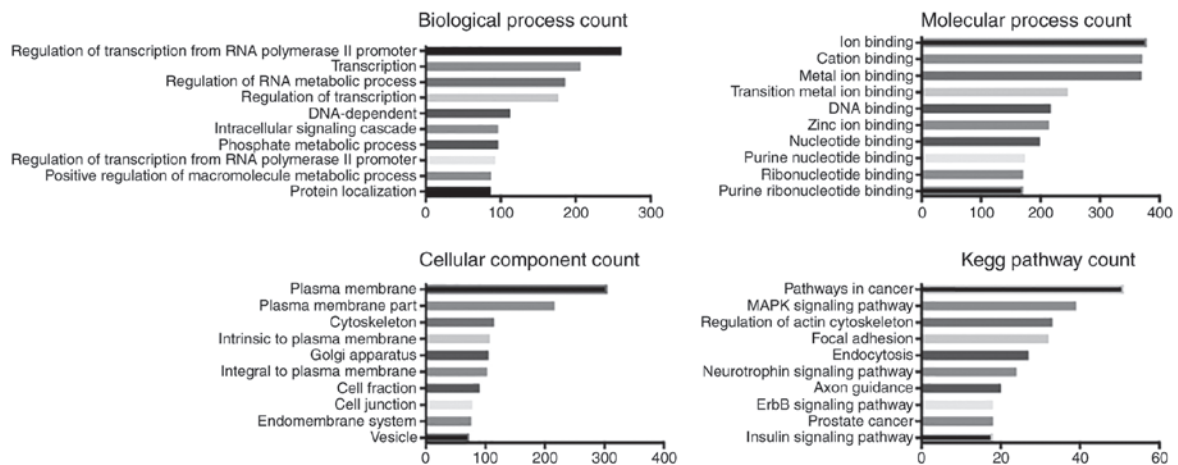 Biological process count
Regulation of transcription from RNA polymerase II promoter
Transcription
Regulation of RNA metabolic process
Regulation of transcription
DNA-dependent
Intracellular signaling cascade
Phosphate metabolic process
Regulation of transcription from RNA polymerase II promoter
Positive regulation of macromolecule metabolic process
Protein localization
0 100 200 300
Molecular process count
Ion binding
Cation binding
Metal ion binding
Transition metal ion binding
DNA binding
Zinc ion binding
Nucleotide binding
Purine nucleotide binding
Ribonucleotide binding
Purine ribonucleotide binding
0 100 200 300 400
Cellular component count
Plasma membrane
Plasma membrane part
Cytoskeleton
Intrinsic to plasma membrane
Golgi apparatus
Integral to plasma membrane
Cell fraction
Cell junction
Endomembrane system
Vesicle
0 100 200 300 400
Kegg pathway count
Pathways in cancer
MAPK signaling pathway
Regulation of actin cytoskeleton
Focal adhesion
Endocytosis
Neurotrophin signaling pathway
Axon guidance
ErbB signaling pathway
Prostate cancer
Insulin signaling pathway
0 20 40 60